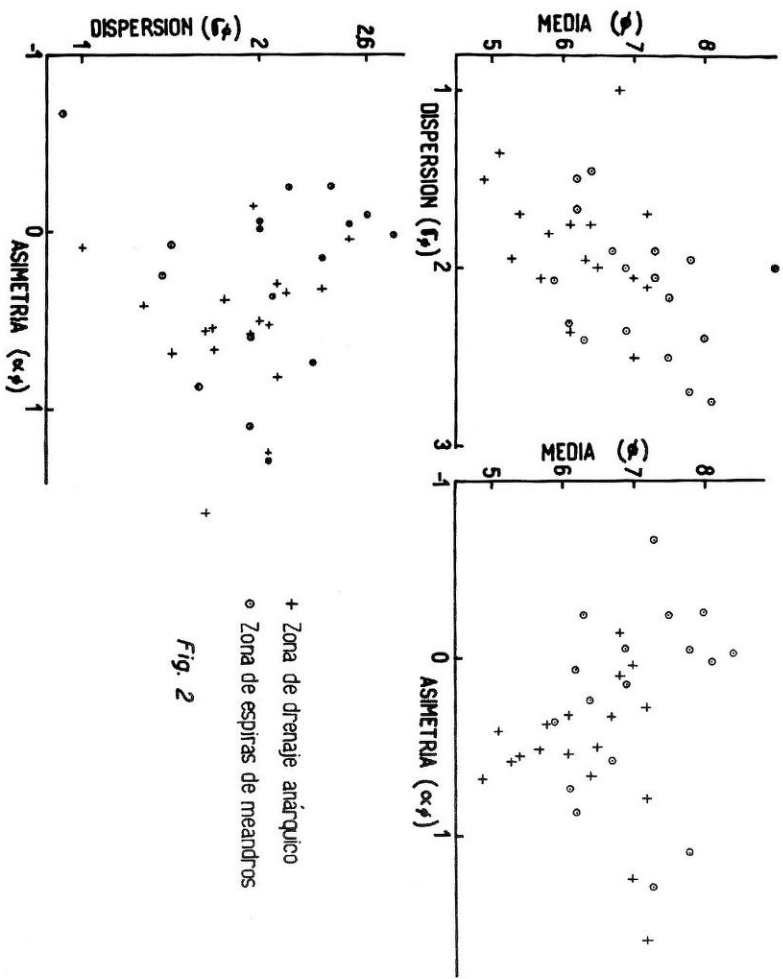 MEDIA (ϕ)
8
7
6
5
1
2
3
DISPERSION (σϕ)
MEDIA (ϕ)
8
7
6
5
-1
0
1
ASIMETRIA (αϕ)
DISPERSION (σϕ)
2,6
2
1
-1
0
1
ASIMETRIA (αϕ)
+ Zona de drenaje anárquico
⊙ Zona de espiras de meandros
Fig. 2